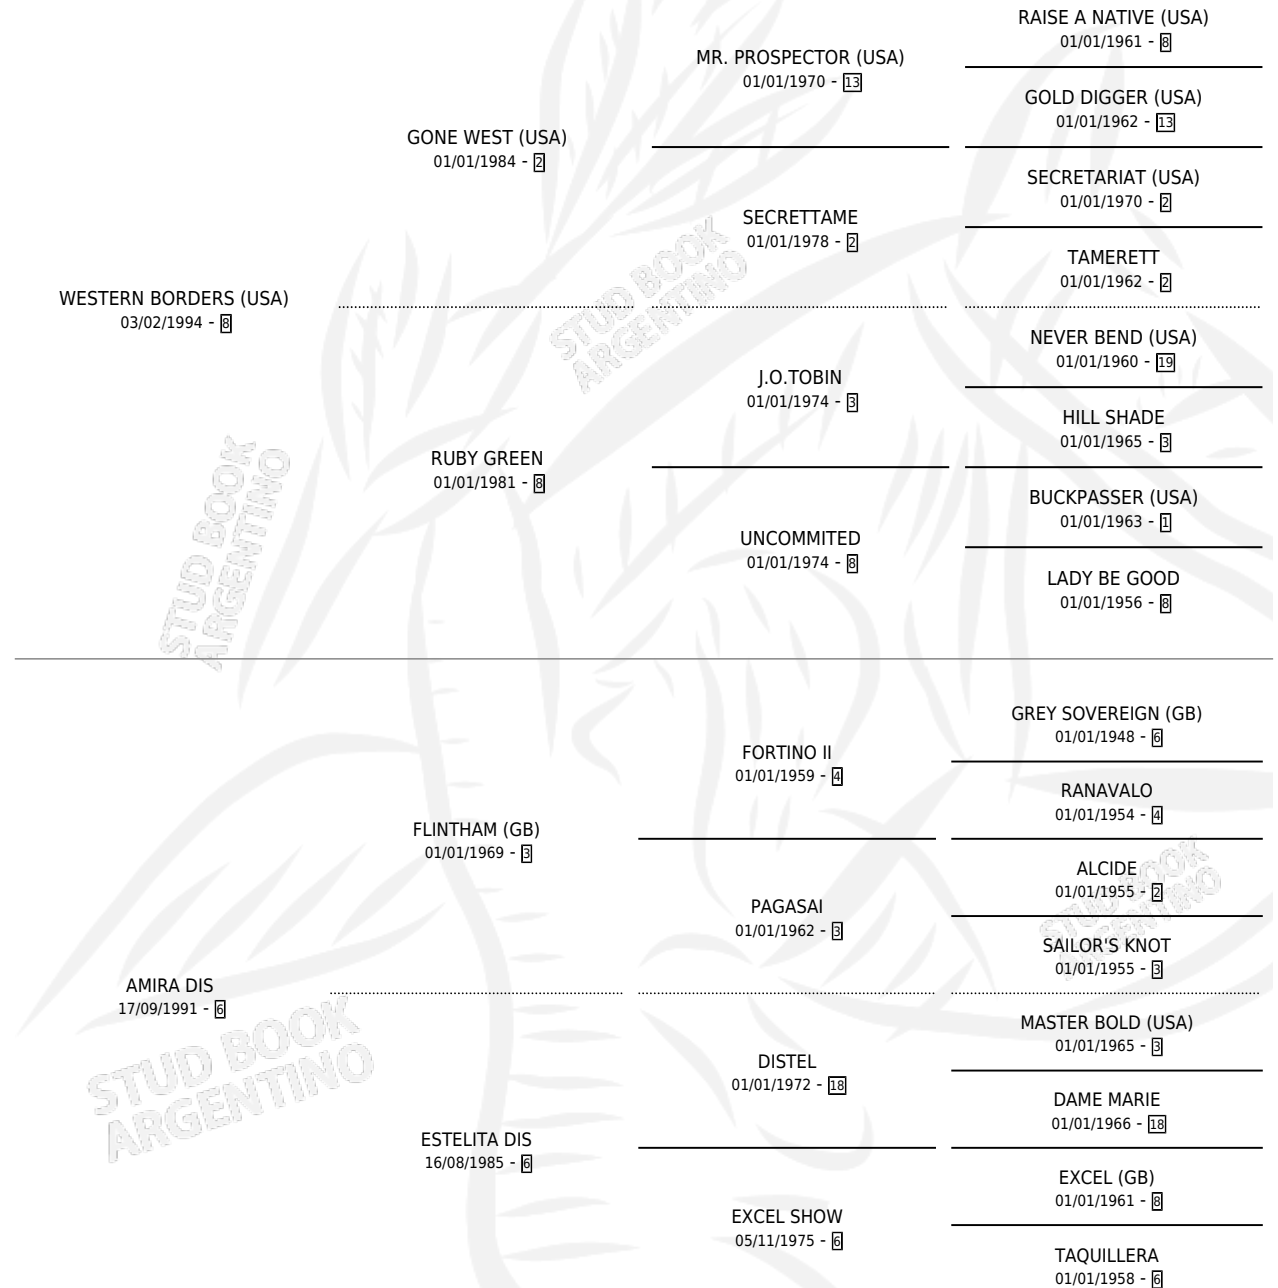 RAISE A NATIVE (USA)
01/01/1961 - 8
MR. PROSPECTOR (USA)
01/01/1970 - 13
GOLD DIGGER (USA)
01/01/1962 - 13
GONE WEST (USA)
01/01/1984 - 2
SECRETARIAT (USA)
01/01/1970 - 2
SECRETTAME
01/01/1978 - 2
TAMERETT
01/01/1962 - 2
WESTERN BORDERS (USA)
03/02/1994 - 8
NEVER BEND (USA)
01/01/1960 - 19
J.O.TOBIN
01/01/1974 - 3
HILL SHADE
01/01/1965 - 3
RUBY GREEN
01/01/1981 - 8
BUCKPASSER (USA)
01/01/1963 - 1
UNCOMMITED
01/01/1974 - 8
LADY BE GOOD
01/01/1956 - 8
GREY SOVEREIGN (GB)
01/01/1948 - 6
FORTINO II
01/01/1959 - 4
RANAVALO
01/01/1954 - 4
FLINTHAM (GB)
01/01/1969 - 3
ALCIDE
01/01/1955 - 2
PAGASAI
01/01/1962 - 3
SAILOR'S KNOT
01/01/1955 - 3
AMIRA DIS
17/09/1991 - 6
MASTER BOLD (USA)
01/01/1965 - 3
DISTEL
01/01/1972 - 18
DAME MARIE
01/01/1966 - 18
ESTELITA DIS
16/08/1985 - 6
EXCEL (GB)
01/01/1961 - 8
EXCEL SHOW
05/11/1975 - 6
TAQUILLERA
01/01/1958 - 6
STUD BOOK
ARGENTINO
STUD BOOK
ARGENTINO
STUD BOOK
ARGENTINO
STUD BOOK
ARGENTINO